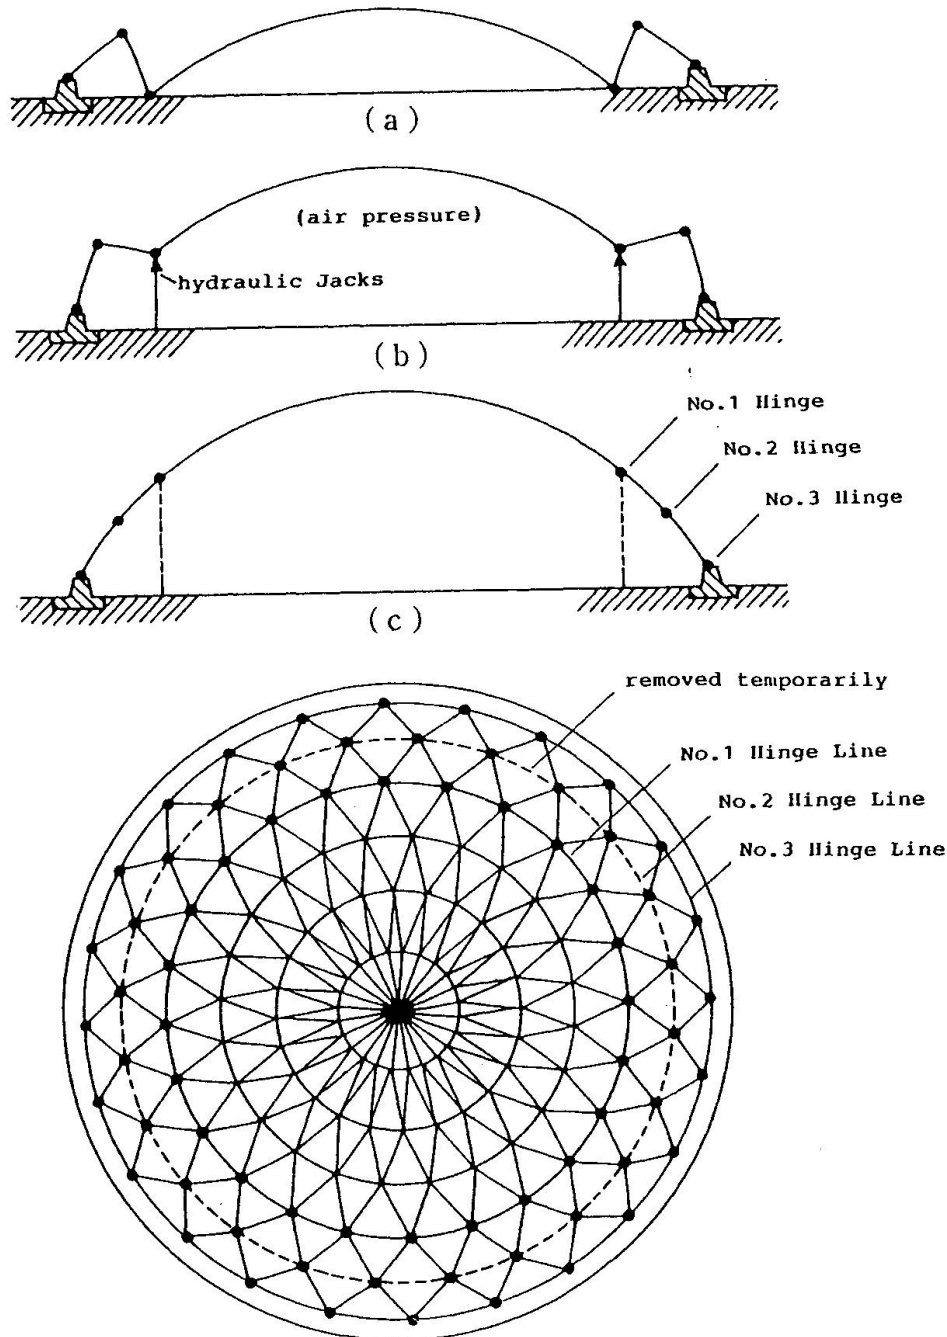 (a)
(air pressure)
hydraulic Jacks
(b)
No.1 Hinge
No.2 Hinge
No.3 Hinge
(c)
removed temporarily
No.1 Hinge Line
No.2 Hinge Line
No.3 Hinge Line